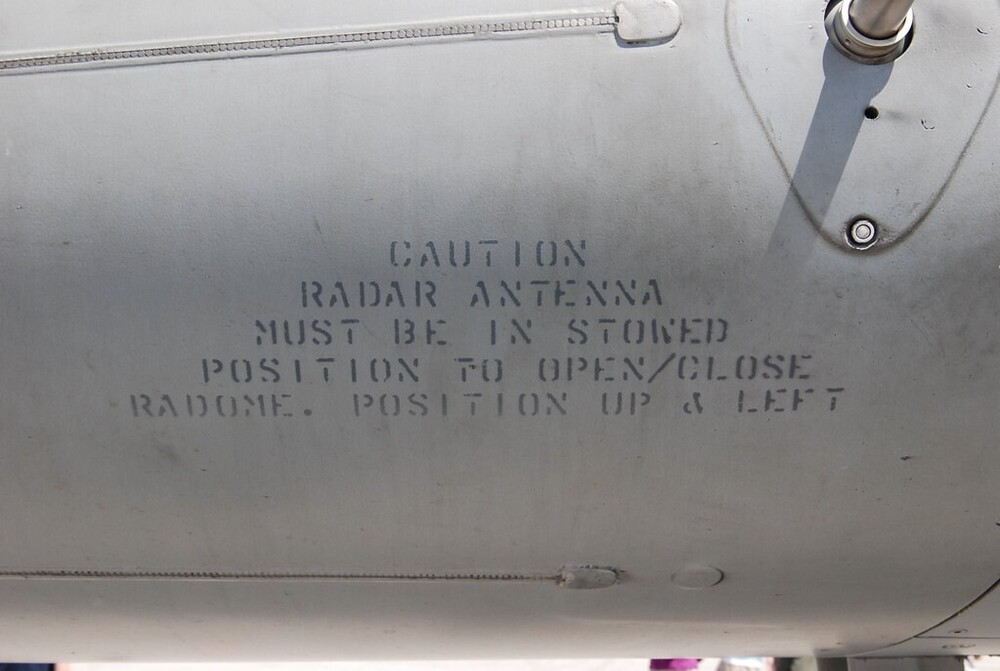 CAUTION
RADAR ANTENNA
MUST BE IN STOWED
POSITION TO OPEN/CLOSE
RADOME. POSITION UP & LEFT